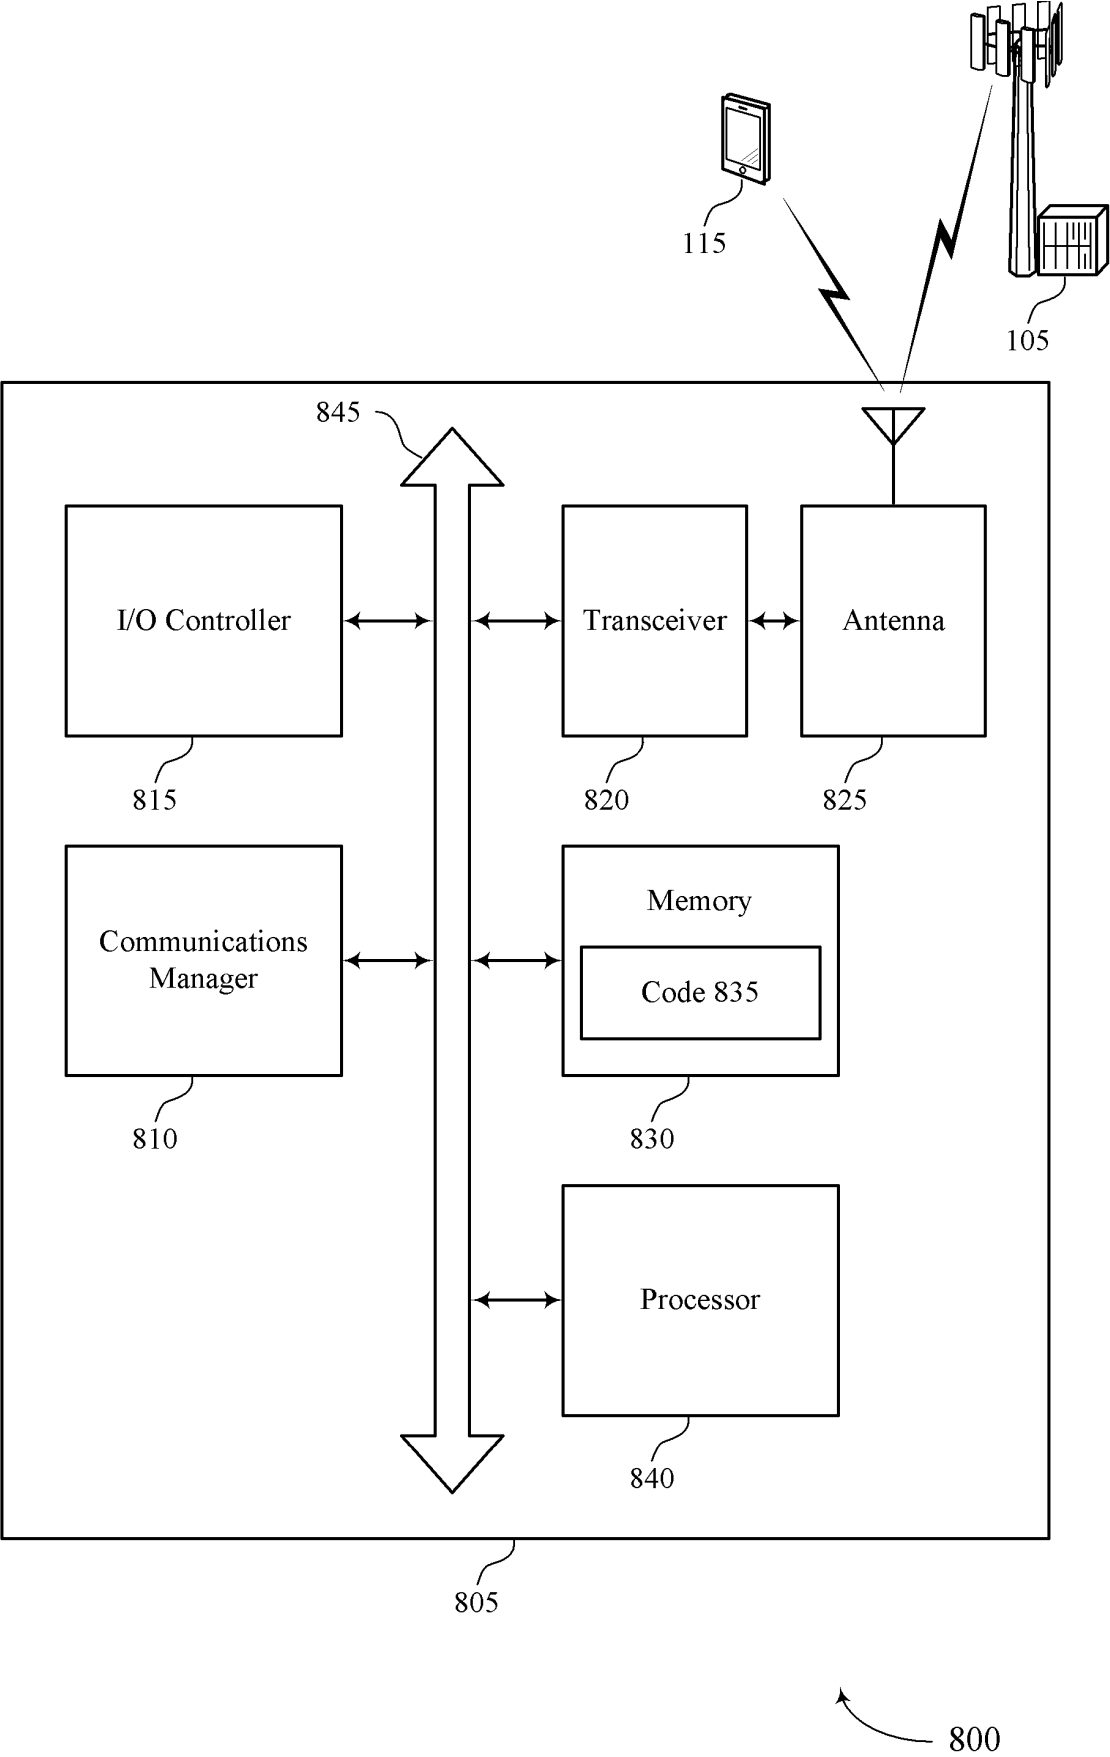 115
105
845
I/O Controller
Transceiver
Antenna
815
820
825
Communications
Manager
Memory
Code 835
810
830
Processor
840
805
800